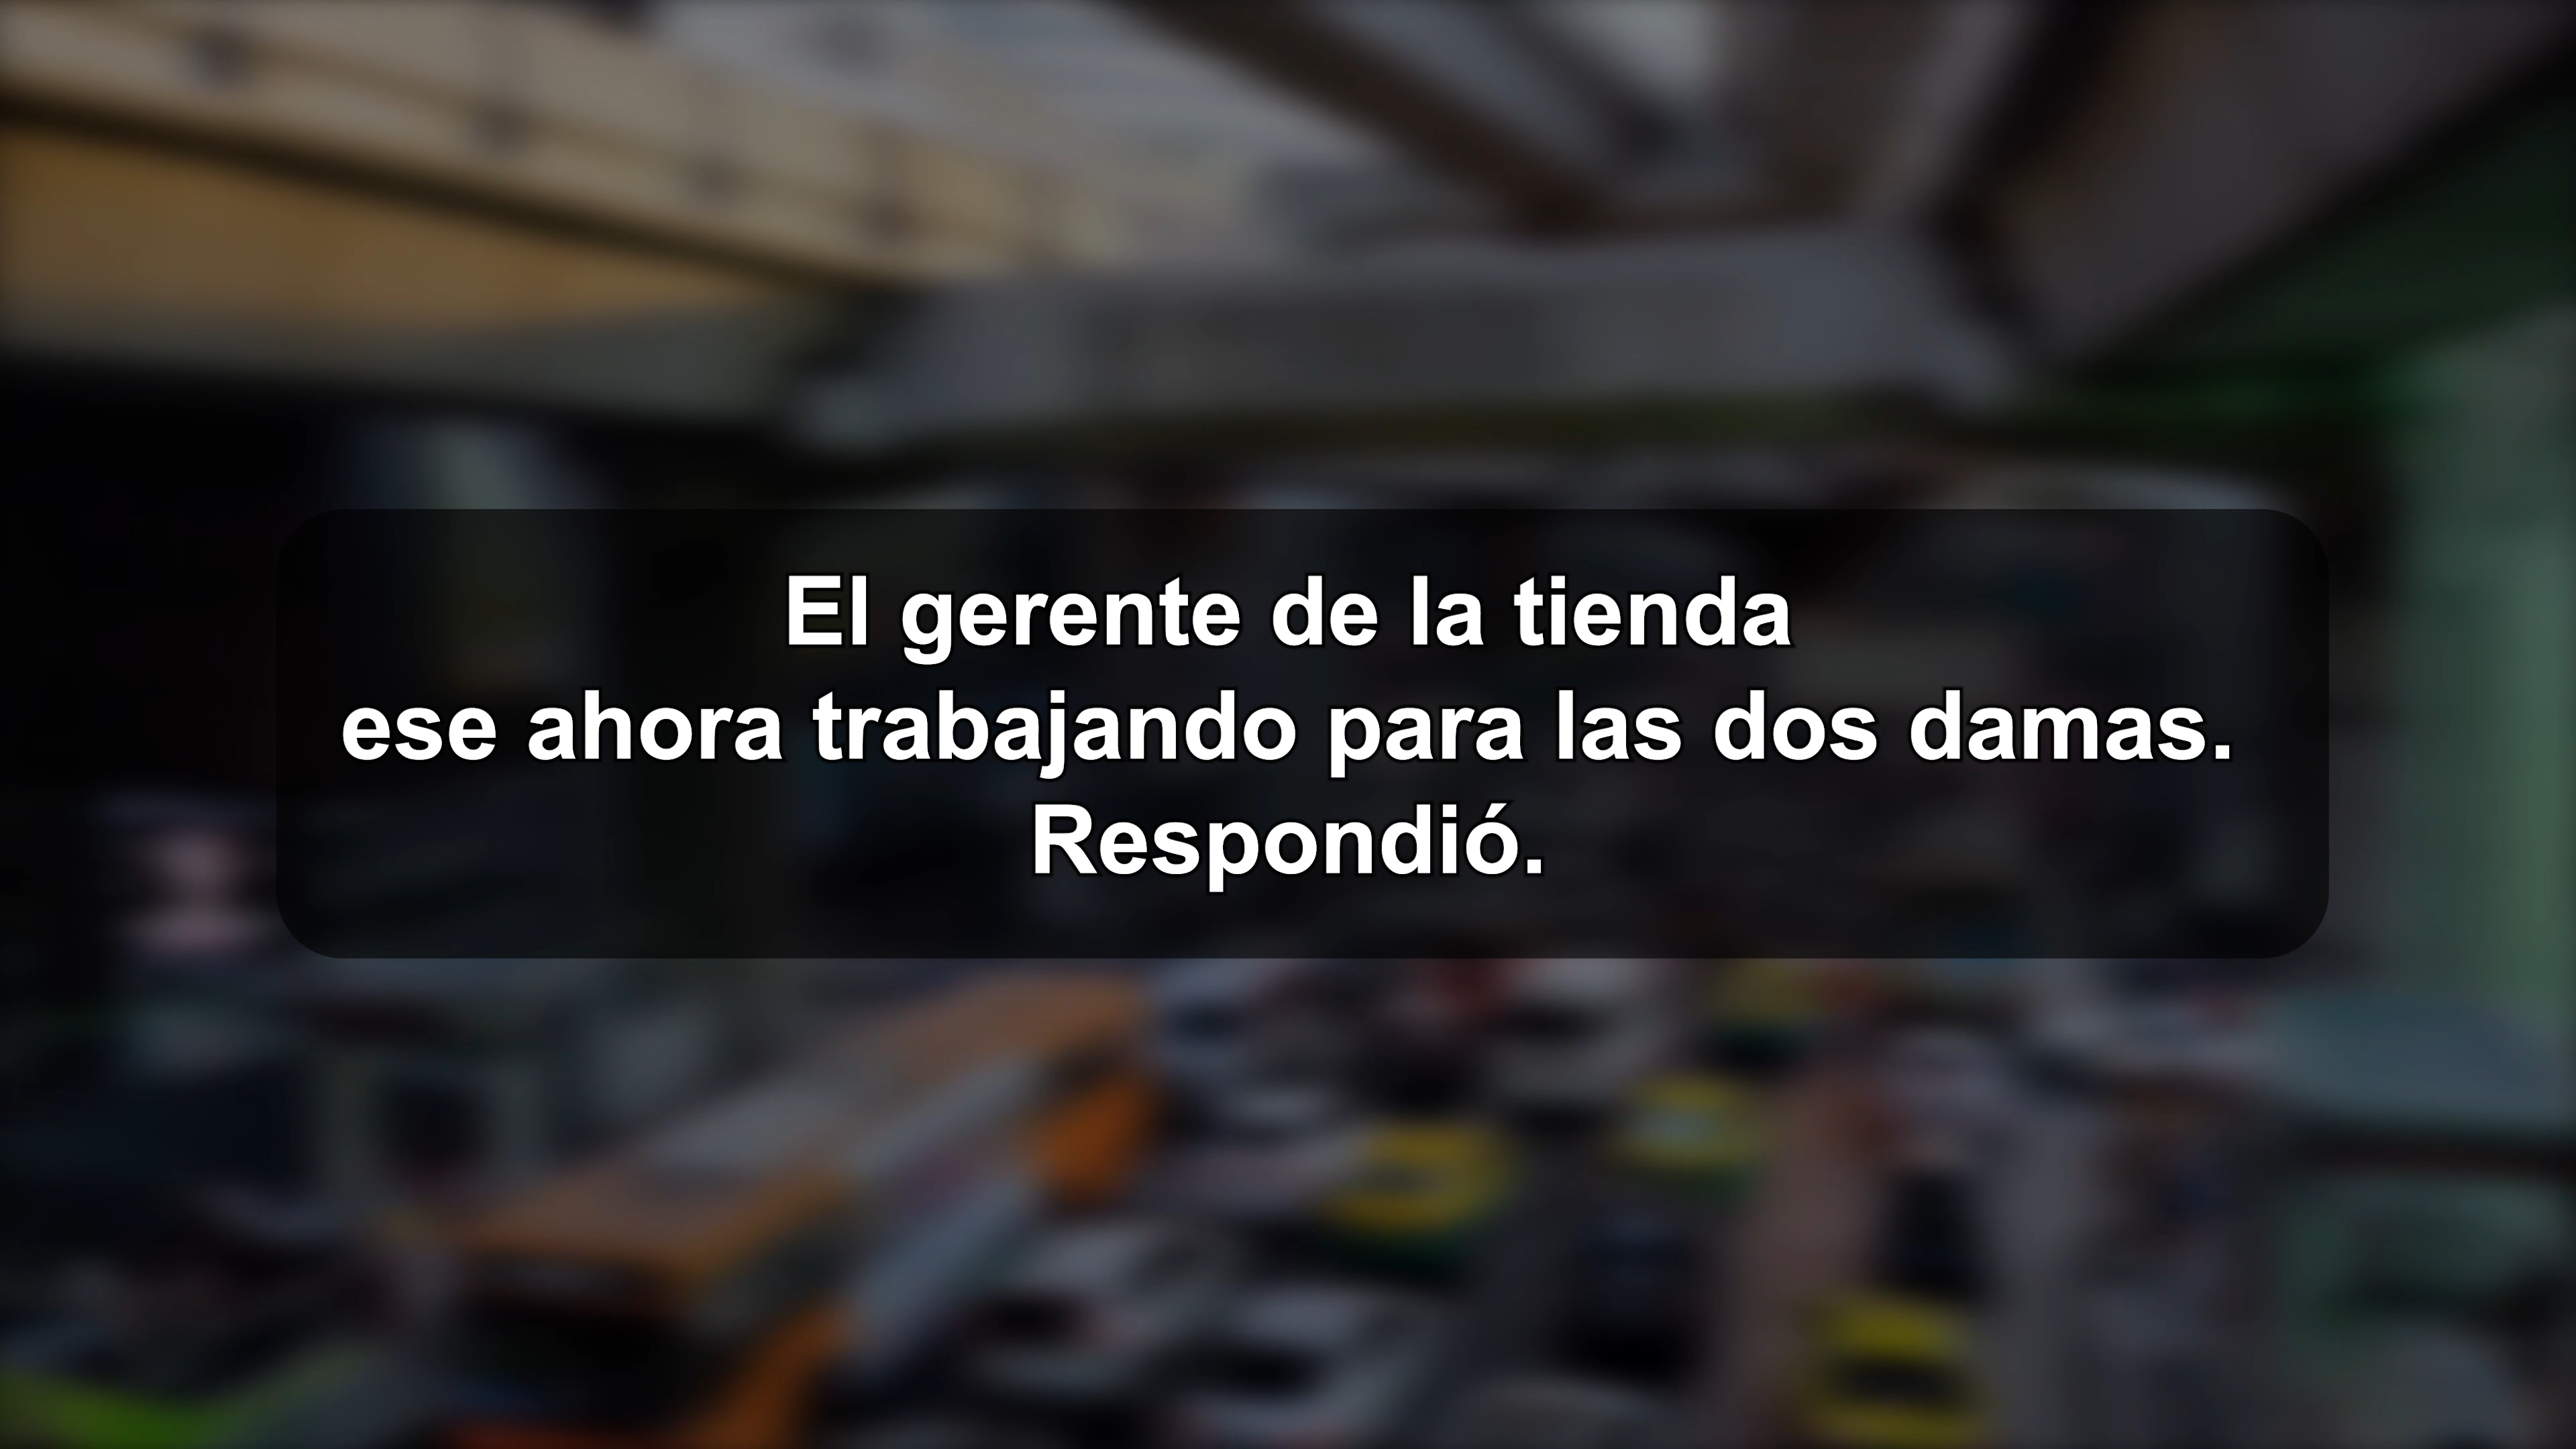 El gerente de la tienda
ese ahora trabajando para las dos damas.
Respondió.